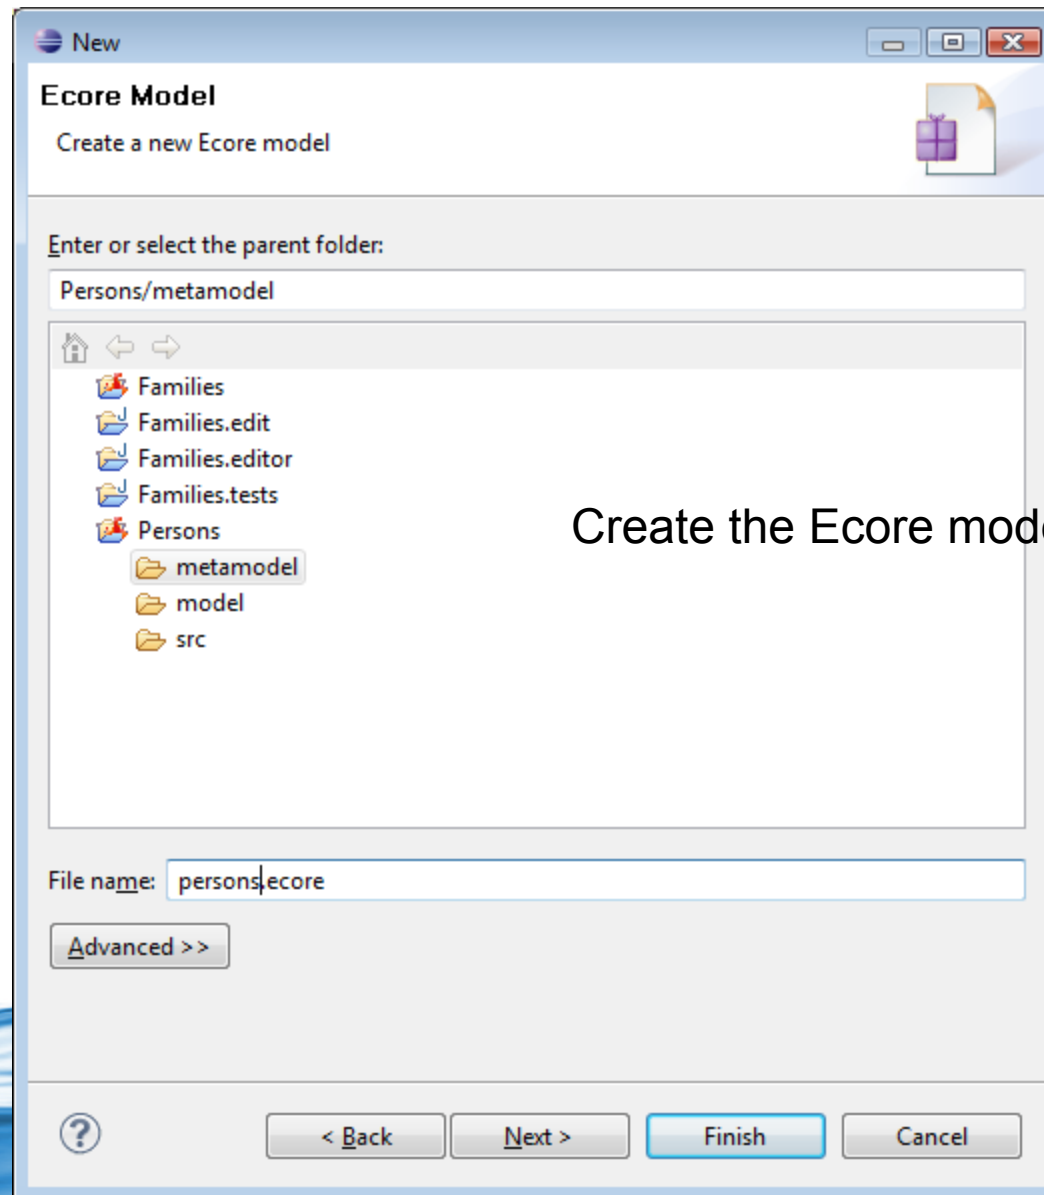 New
Ecore Model
Create a new Ecore model
Enter or select the parent folder:
Persons/metamodel
Families
Families.edit
Families.editor
Families.tests
Persons
metamodel
model
src
Create the Ecore mod
File name: persons.ecore
Advanced >>
< Back Next > Finish Cancel